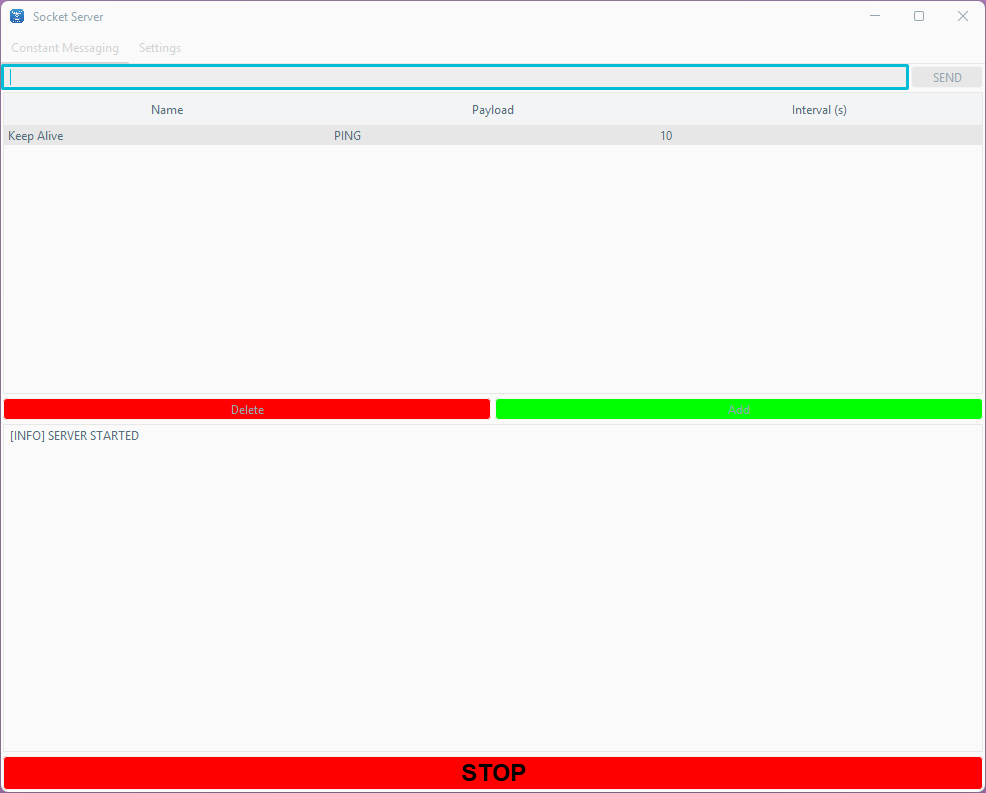 Socket Server
Constant Messaging Settings
SEND
Name Payload Interval (s)
Keep Alive PING 10
Delete Add
[INFO] SERVER STARTED
STOP